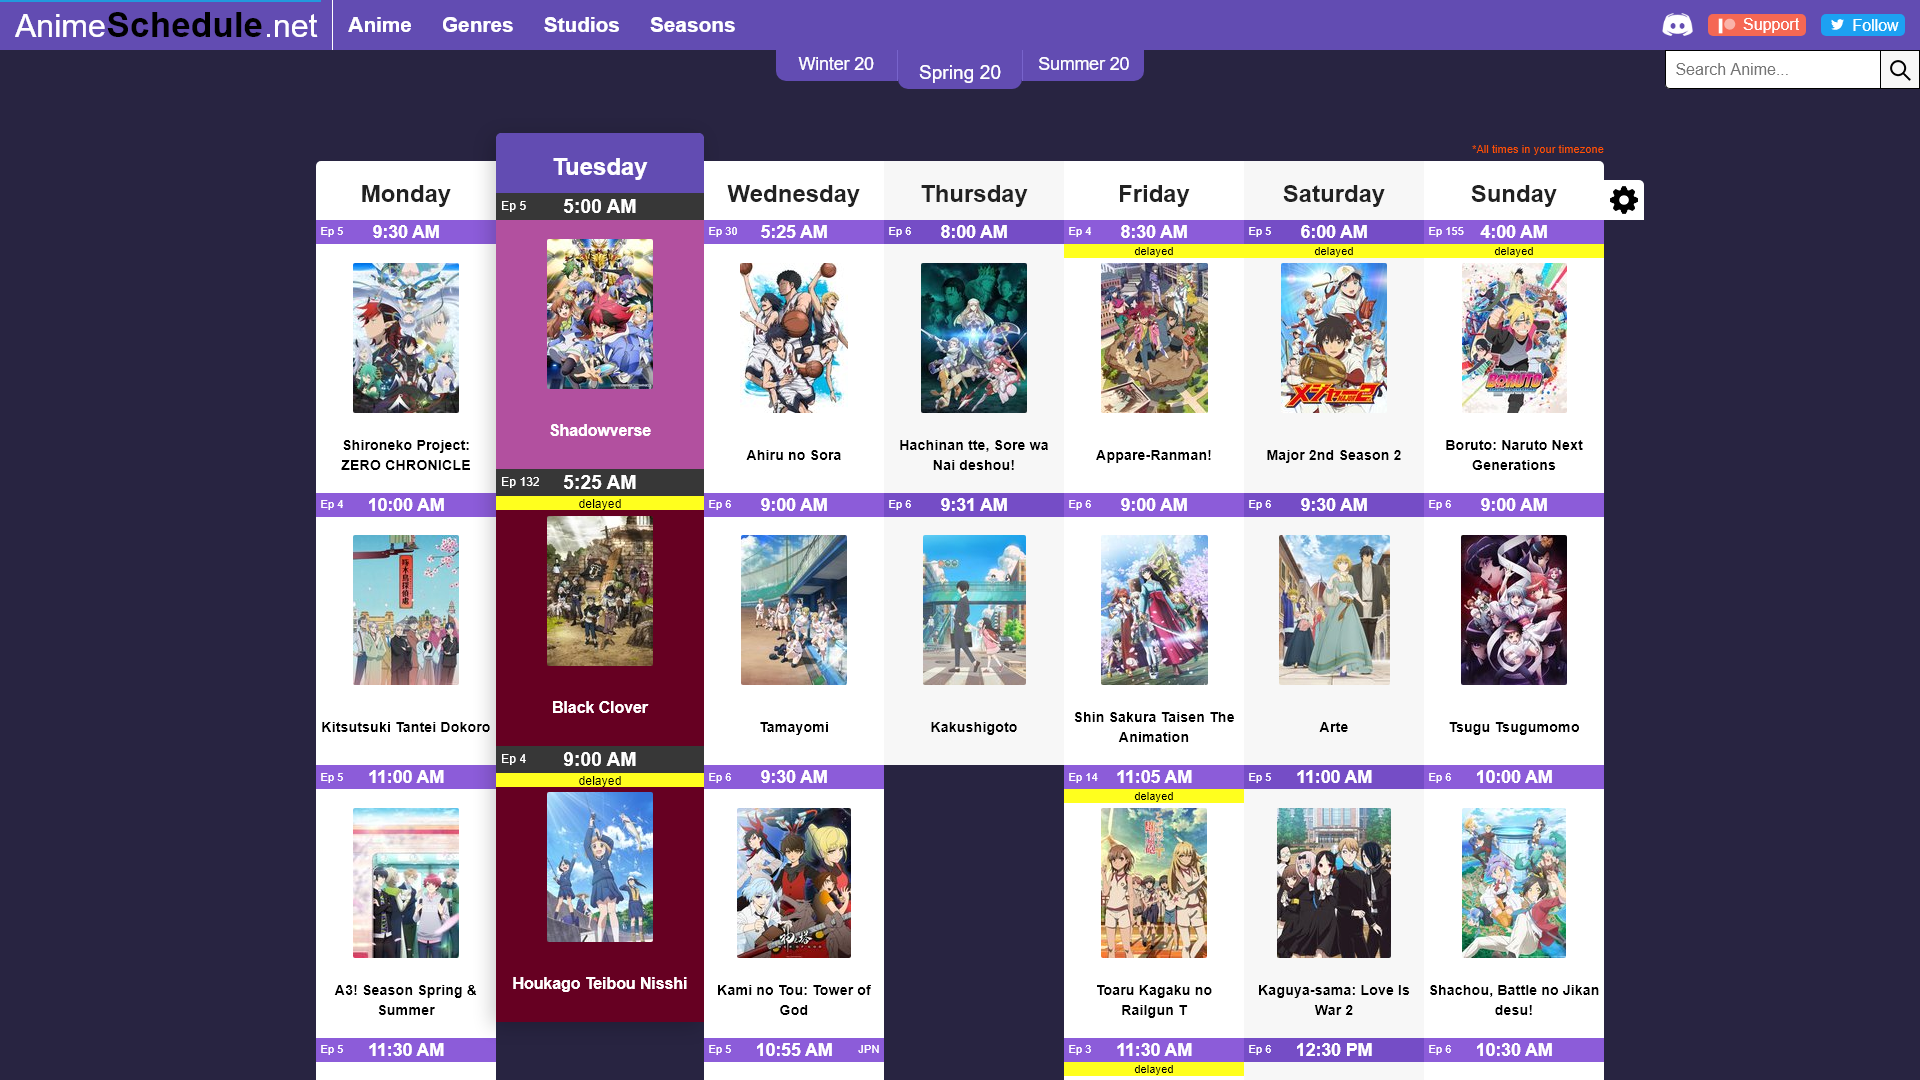 AnimeSchedule.net
Anime
Genres
Studios
Seasons
Support
Follow
Winter 20
Spring 20
Summer 20
Search Anime...
*All times in your timezone
Monday
Ep 5 9:30 AM
Shironeko Project:
ZERO CHRONICLE
Ep 4 10:00 AM
Kitsutsuki Tantei Dokoro
Ep 5 11:00 AM
A3! Season Spring &
Summer
Ep 5 11:30 AM
Tuesday
Ep 5 5:00 AM
Shadowverse
Ep 132 5:25 AM
delayed
Black Clover
Ep 4 9:00 AM
delayed
Houkago Teibou Nisshi
Wednesday
Ep 30 5:25 AM
Ahiru no Sora
Ep 6 9:00 AM
Tamayomi
Ep 6 9:30 AM
Kami no Tou: Tower of
God
Ep 5 10:55 AM JPN
Thursday
Ep 6 8:00 AM
Hachinan tte, Sore wa
Nai deshou!
Ep 6 9:31 AM
Kakushigoto
Friday
Ep 4 8:30 AM
delayed
Appare-Ranman!
Ep 6 9:00 AM
Shin Sakura Taisen The
Animation
Ep 14 11:05 AM
delayed
Toaru Kagaku no
Railgun T
Ep 3 11:30 AM
delayed
Saturday
Ep 5 6:00 AM
delayed
メジャー2
Major 2nd Season 2
Ep 6 9:30 AM
Arte
Ep 5 11:00 AM
Kaguya-sama: Love Is
War 2
Ep 6 12:30 PM
Sunday
Ep 155 4:00 AM
delayed
BORUTO
Boruto: Naruto Next
Generations
Ep 6 9:00 AM
Tsugu Tsugumomo
Ep 6 10:00 AM
Shachou, Battle no Jikan
desu!
Ep 6 10:30 AM